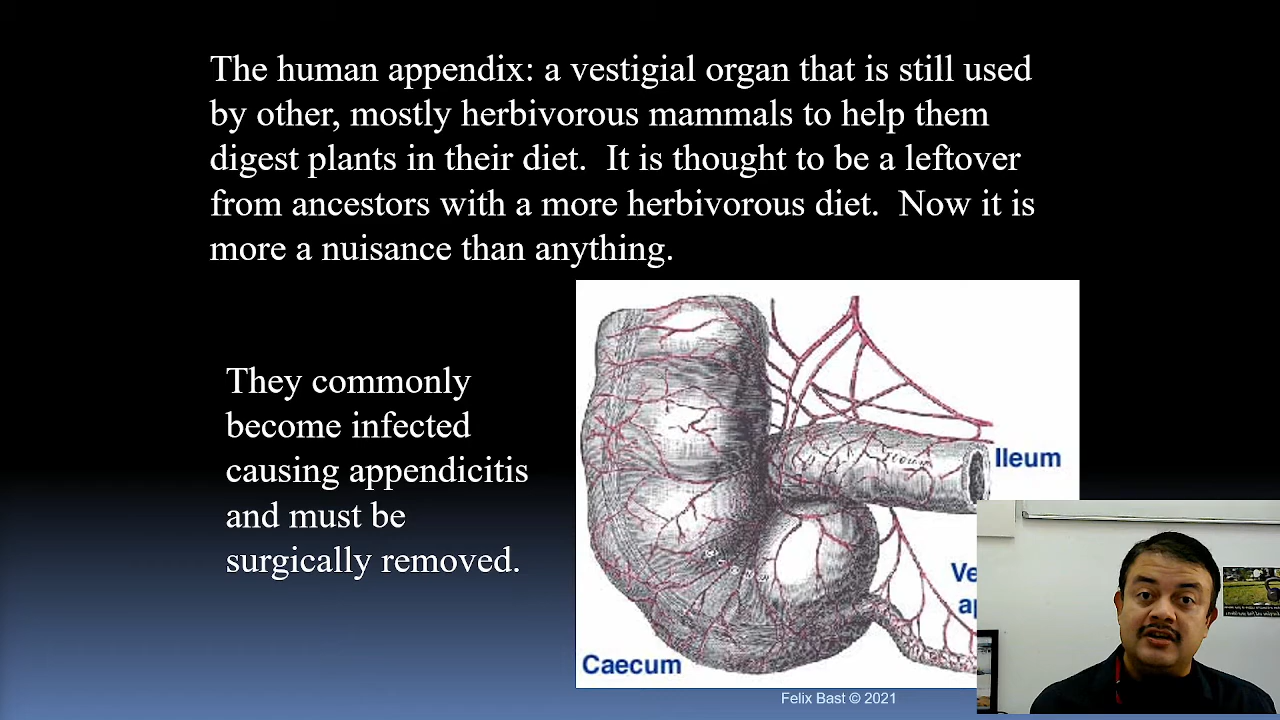 The human appendix: a vestigial organ that is still used
by other, mostly herbivorous mammals to help them
digest plants in their diet.  It is thought to be a leftover
from ancestors with a more herbivorous diet.  Now it is
more a nuisance than anything.
They commonly
become infected
causing appendicitis
and must be
surgically removed.
Ileum
Caecum
Felix Bast © 2021